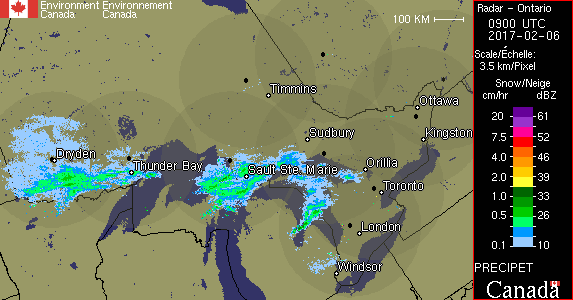 Environment Environnement
Canada Canada
100 KM
Timmins
Ottawa
Sudbury
Kingston
Dryden
Thunder Bay
Sault Ste. Marie
Orillia
Toronto
London
Windsor
Radar - Ontario
0900 UTC
2017-02-06
Scale/Échelle:
3.5 km/Pixel
Snow/Neige
cm/hr dBZ
20 61
7.5 52
4.0 46
2.0 39
1.0 33
0.5 26
0.1 10
PRECIPET
Canada